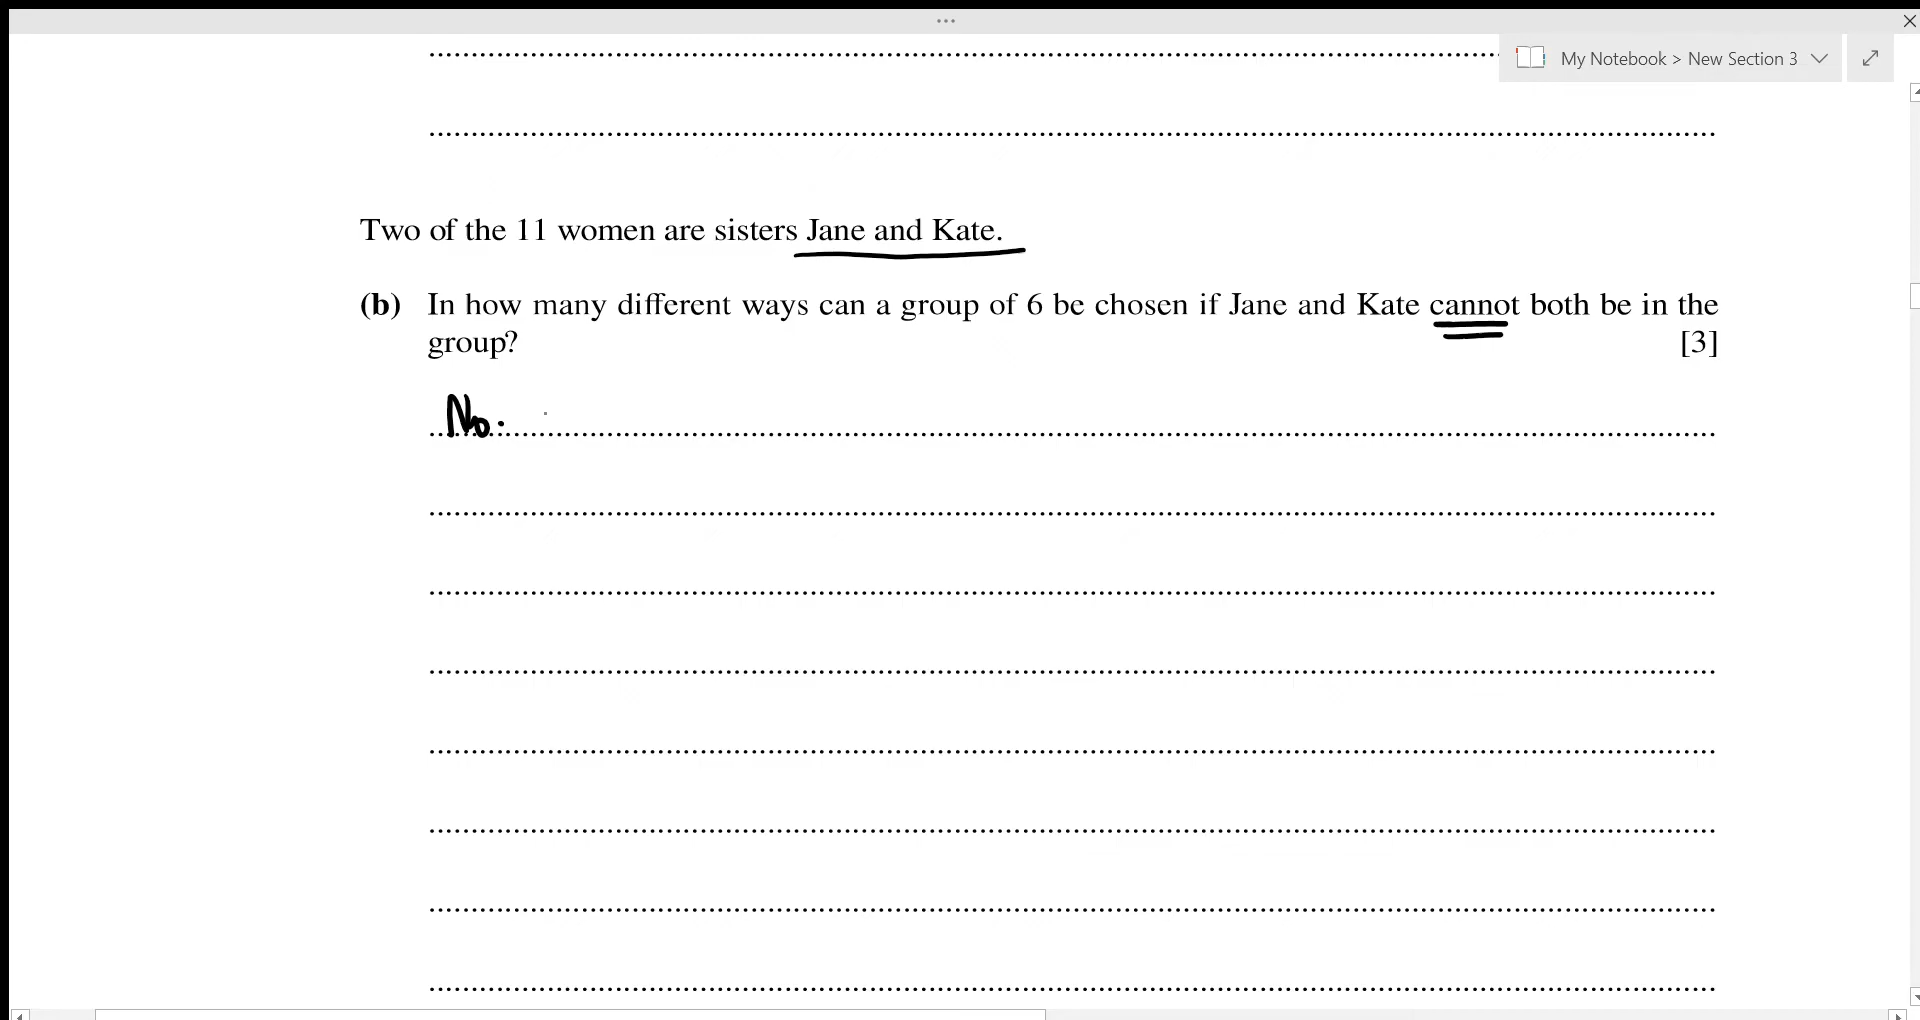 My Notebook > New Section 3
Two of the 11 women are sisters Jane and Kate.
(b) In how many different ways can a group of 6 be chosen if Jane and Kate cannot both be in the
group? [3]
No.